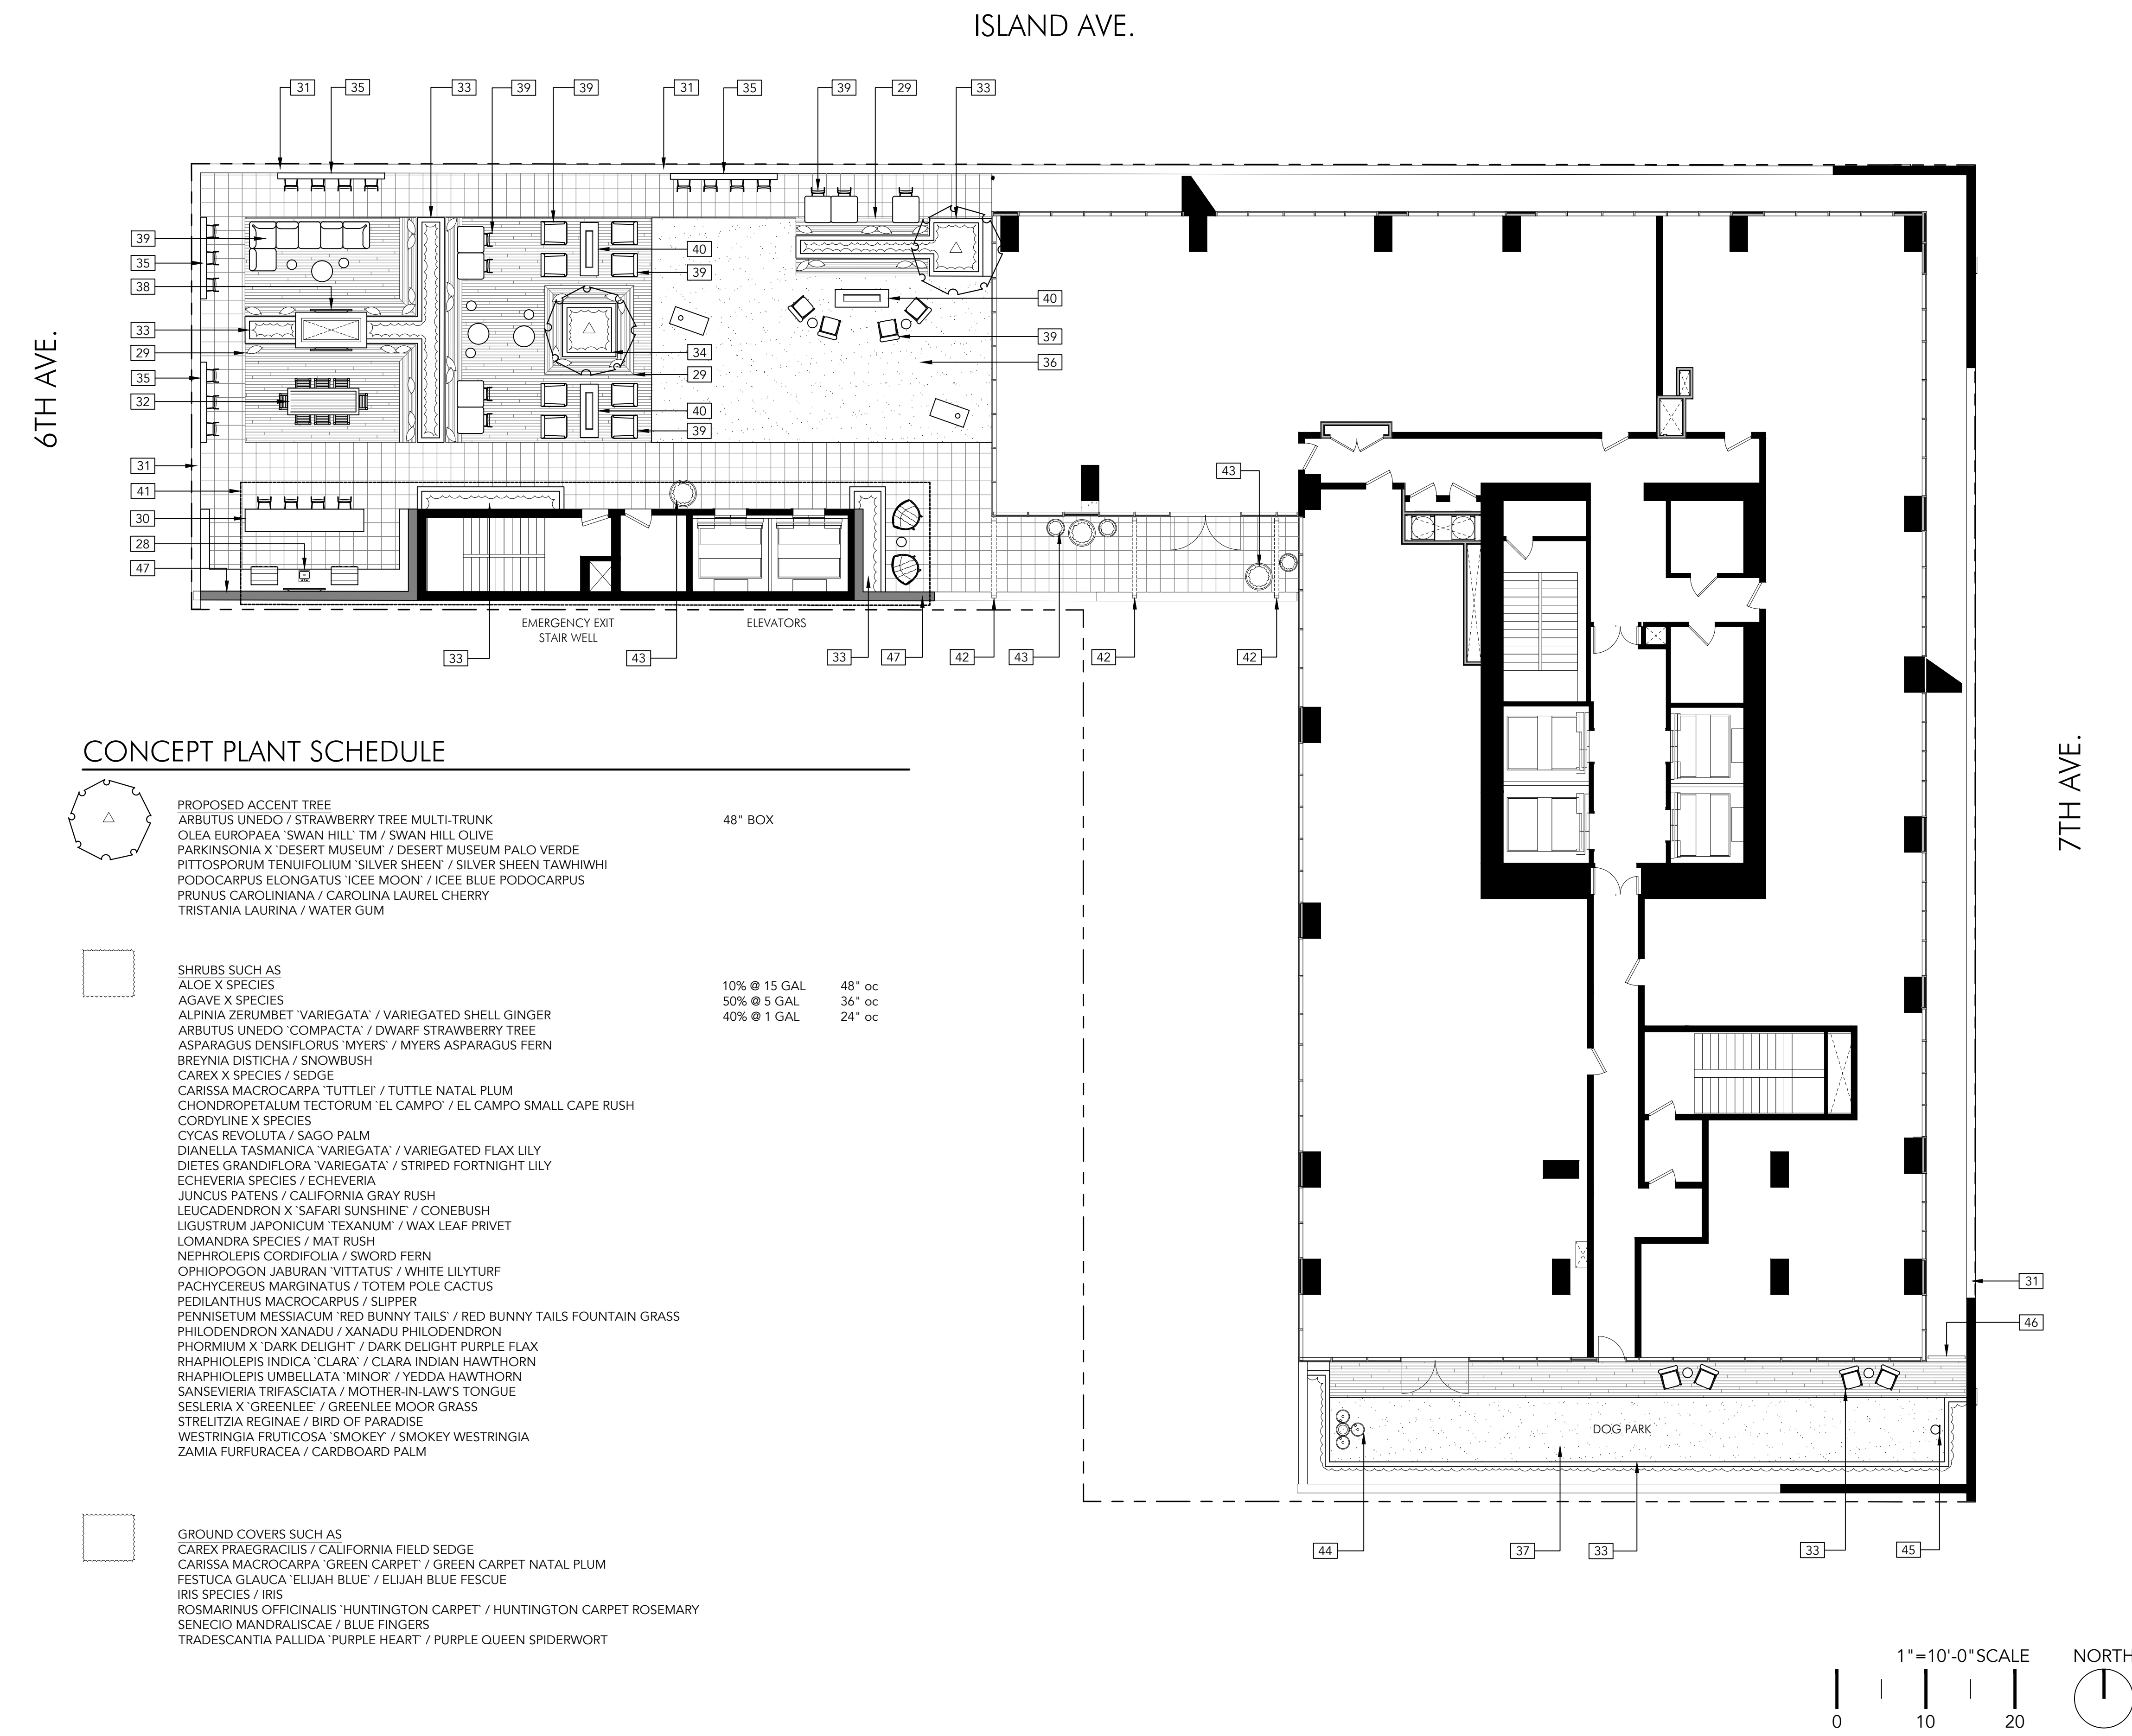 ISLAND AVE.
31
35
33
39
39
31
35
39
29
33
39
35
38
33
29
35
32
31
41
30
28
47
40
39
34
29
40
39
40
39
36
43
6TH AVE.
EMERGENCY EXIT
STAIR WELL
ELEVATORS
33
43
33
47
42
43
42
42
7TH AVE.
CONCEPT PLANT SCHEDULE
PROPOSED ACCENT TREE
ARBUTUS UNEDO / STRAWBERRY TREE MULTI-TRUNK 48" BOX
OLEA EUROPAEA `SWAN HILL` TM / SWAN HILL OLIVE
PARKINSONIA X `DESERT MUSEUM` / DESERT MUSEUM PALO VERDE
PITTOSPORUM TENUIFOLIUM `SILVER SHEEN` / SILVER SHEEN TAWHIWHI
PODOCARPUS ELONGATUS `ICEE MOON` / ICEE BLUE PODOCARPUS
PRUNUS CAROLINIANA / CAROLINA LAUREL CHERRY
TRISTANIA LAURINA / WATER GUM
SHRUBS SUCH AS
ALOE X SPECIES 10% @ 15 GAL 48" oc
AGAVE X SPECIES 50% @ 5 GAL 36" oc
ALPINIA ZERUMBET `VARIEGATA` / VARIEGATED SHELL GINGER 40% @ 1 GAL 24" oc
ARBUTUS UNEDO `COMPACTA` / DWARF STRAWBERRY TREE
ASPARAGUS DENSIFLORUS `MYERS` / MYERS ASPARAGUS FERN
BREYNIA DISTICHA / SNOWBUSH
CAREX X SPECIES / SEDGE
CARISSA MACROCARPA `TUTTLEI` / TUTTLE NATAL PLUM
CHONDROPETALUM TECTORUM `EL CAMPO` / EL CAMPO SMALL CAPE RUSH
CORDYLINE X SPECIES
CYCAS REVOLUTA / SAGO PALM
DIANELLA TASMANICA `VARIEGATA` / VARIEGATED FLAX LILY
DIETES GRANDIFLORA `VARIEGATA` / STRIPED FORTNIGHT LILY
ECHEVERIA SPECIES / ECHEVERIA
JUNCUS PATENS / CALIFORNIA GRAY RUSH
LEUCADENDRON X `SAFARI SUNSHINE` / CONEBUSH
LIGUSTRUM JAPONICUM `TEXANUM` / WAX LEAF PRIVET
LOMANDRA SPECIES / MAT RUSH
NEPHROLEPIS CORDIFOLIA / SWORD FERN
OPHIOPOGON JABURAN `VITTATUS` / WHITE LILYTURF
PACHYCEREUS MARGINATUS / TOTEM POLE CACTUS
PEDILANTHUS MACROCARPUS / SLIPPER
PENNISETUM MESSIACUM `RED BUNNY TAILS` / RED BUNNY TAILS FOUNTAIN GRASS
PHILODENDRON XANADU / XANADU PHILODENDRON
PHORMIUM X `DARK DELIGHT` / DARK DELIGHT PURPLE FLAX
RHAPHIOLEPIS INDICA `CLARA` / CLARA INDIAN HAWTHORN
RHAPHIOLEPIS UMBELLATA `MINOR` / YEDDA HAWTHORN
SANSEVIERIA TRIFASCIATA / MOTHER-IN-LAW`S TONGUE
SESLERIA X `GREENLEE` / GREENLEE MOOR GRASS
STRELITZIA REGINAE / BIRD OF PARADISE
WESTRINGIA FRUTICOSA `SMOKEY` / SMOKEY WESTRINGIA
ZAMIA FURFURACEA / CARDBOARD PALM
GROUND COVERS SUCH AS
CAREX PRAEGRACILIS / CALIFORNIA FIELD SEDGE
CARISSA MACROCARPA `GREEN CARPET` / GREEN CARPET NATAL PLUM
FESTUCA GLAUCA `ELIJAH BLUE` / ELIJAH BLUE FESCUE
IRIS SPECIES / IRIS
ROSMARINUS OFFICINALIS `HUNTINGTON CARPET` / HUNTINGTON CARPET ROSEMARY
SENECIO MANDRALISCAE / BLUE FINGERS
TRADESCANTIA PALLIDA `PURPLE HEART` / PURPLE QUEEN SPIDERWORT
31
46
DOG PARK
44
37
33
33
45
1"=10'-0"SCALE
0 10 20
NORTH